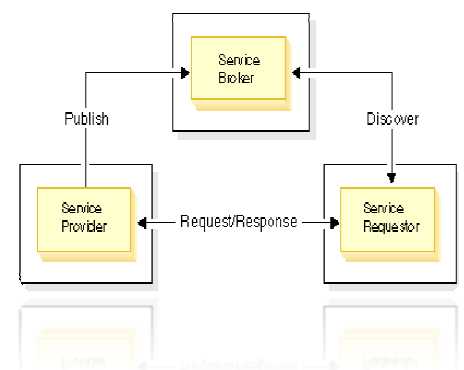 Service
Broker
Publish
Discover
Service
Provider
Request/Response
Service
Requestor